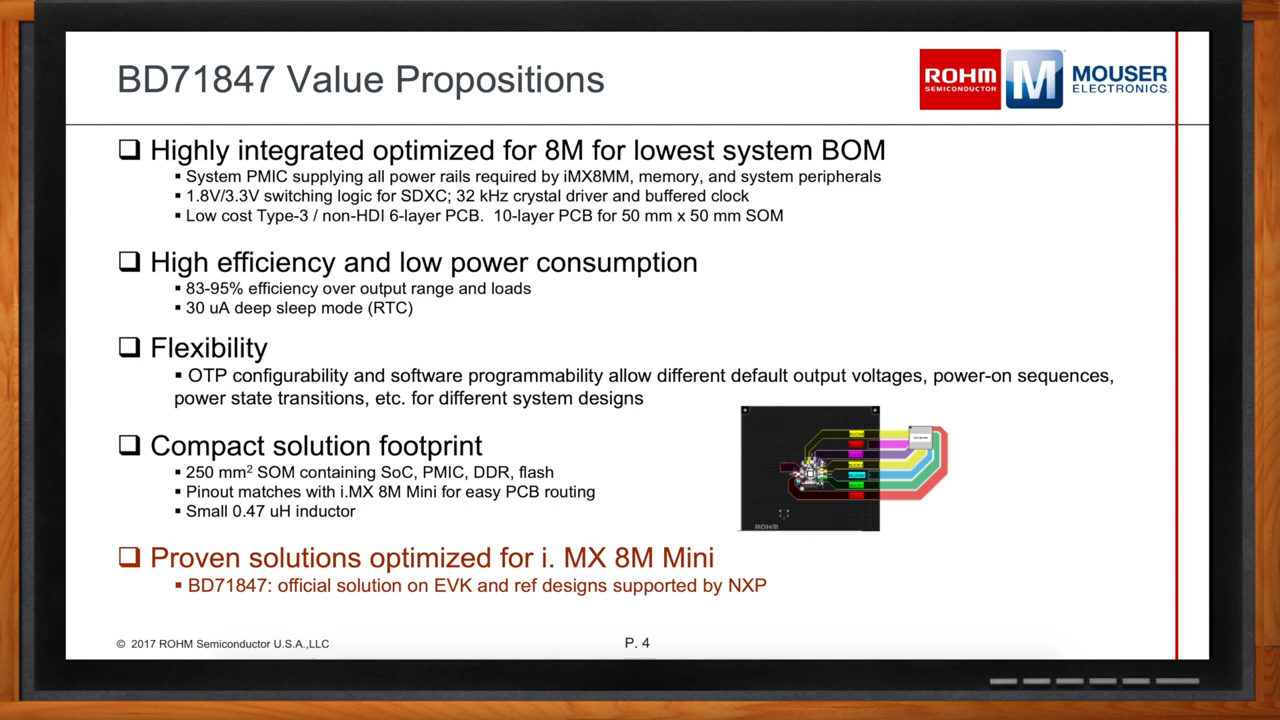 BD71847 Value Propositions
ROHM
SEMICONDUCTOR
M
MOUSER
ELECTRONICS
❑ Highly integrated optimized for 8M for lowest system BOM
▪ System PMIC supplying all power rails required by iMX8MM, memory, and system peripherals
▪ 1.8V/3.3V switching logic for SDXC; 32 kHz crystal driver and buffered clock
▪ Low cost Type-3 / non-HDI 6-layer PCB.  10-layer PCB for 50 mm x 50 mm SOM
❑ High efficiency and low power consumption
▪ 83-95% efficiency over output range and loads
▪ 30 uA deep sleep mode (RTC)
❑ Flexibility
▪ OTP configurability and software programmability allow different default output voltages, power-on sequences,
power state transitions, etc. for different system designs
❑ Compact solution footprint
▪ 250 mm² SOM containing SoC, PMIC, DDR, flash
▪ Pinout matches with i.MX 8M Mini for easy PCB routing
▪ Small 0.47 uH inductor
ROHM
❑ Proven solutions optimized for i. MX 8M Mini
▪ BD71847: official solution on EVK and ref designs supported by NXP
© 2017 ROHM Semiconductor U.S.A.,LLC
P. 4